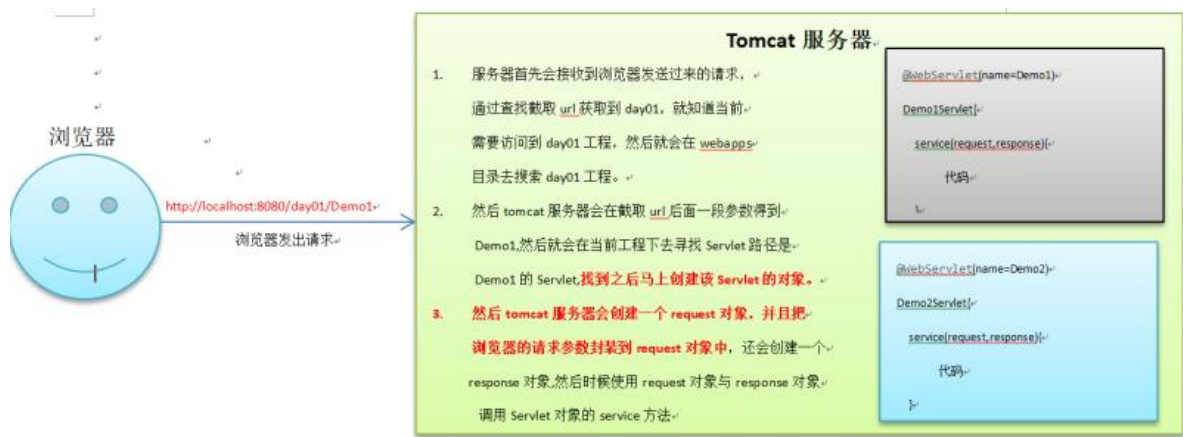 浏览器
http://localhost:8080/day01/Demo1
浏览器发出请求
Tomcat 服务器
1. 服务器首先会接收到浏览器发送过来的请求,
通过查找截取 url 获取到 day01, 就知道当前
需要访问到 day01 工程, 然后就会在 webapps
目录去搜索 day01 工程。
2. 然后 tomcat 服务器会在截取 url 后面一段参数得到
Demo1,然后就会在当前工程下去寻找 Servlet 路径是
Demo1 的 Servlet,找到之后马上创建该 Servlet 的对象。
3. 然后 tomcat 服务器会创建一个 request 对象, 并且把
浏览器的请求参数封装到 request 对象中, 还会创建一个
response 对象,然后时候使用 request 对象与 response 对象
调用 Servlet 对象的 service 方法
@WebServlet(name=Demo1)
Demo1Servlet{
service(request,response){
代码
}
@WebServlet(name=Demo2)
Demo2Servlet{
service(request,response){
代码
}